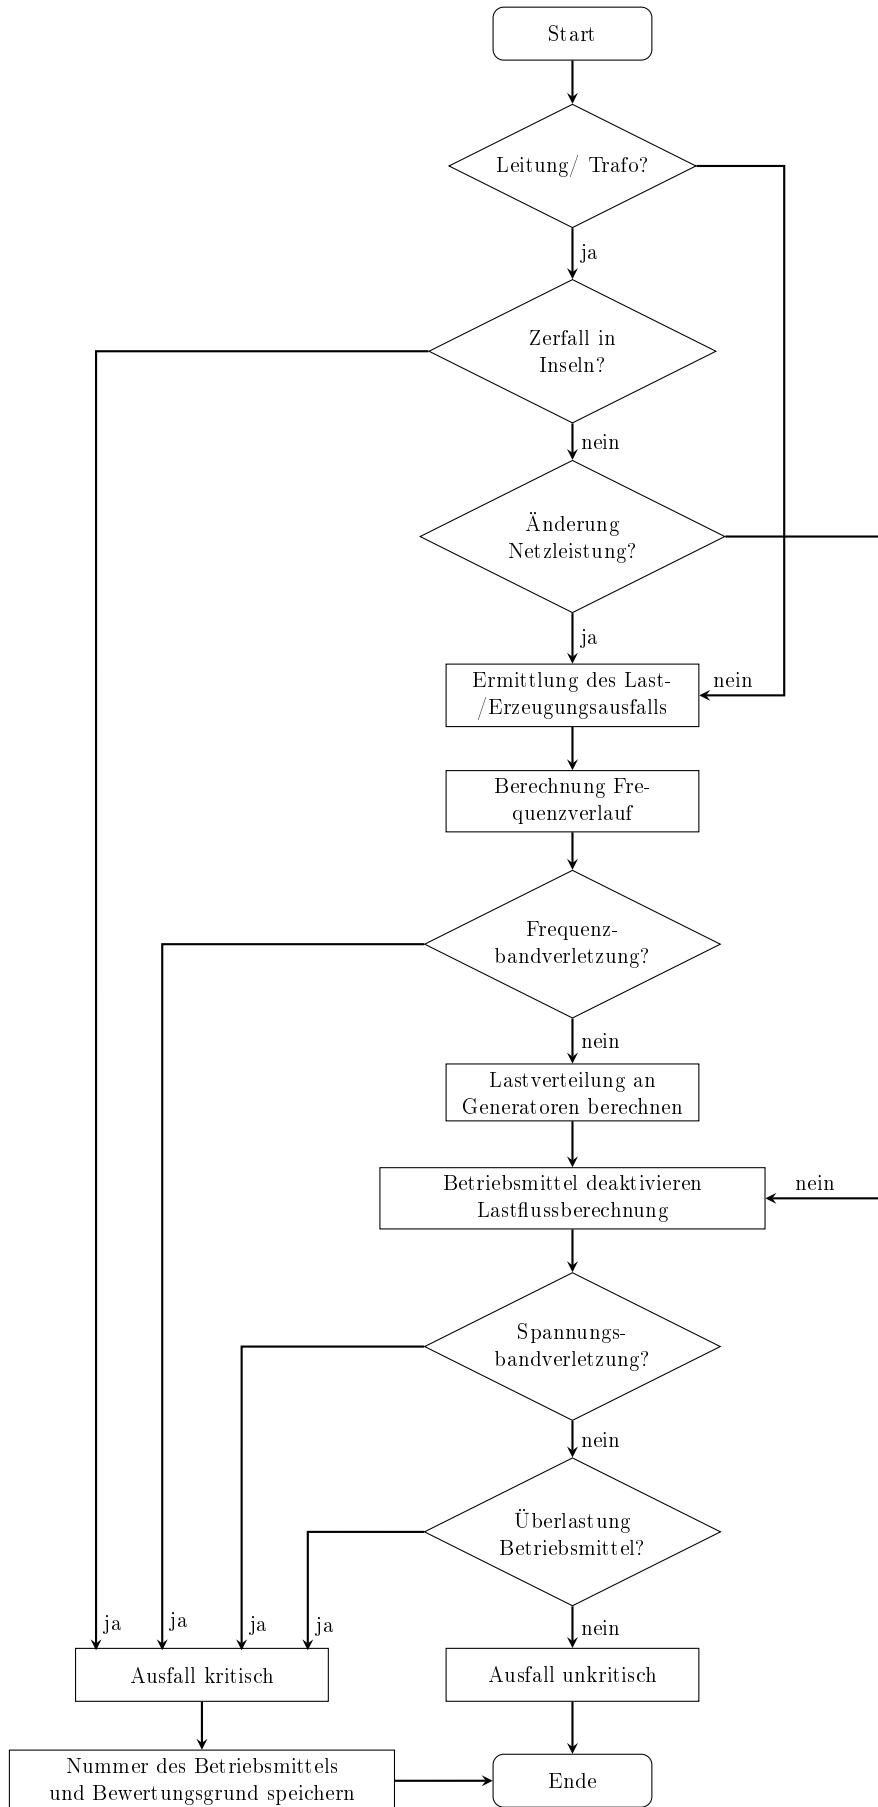 Start
Leitung/ Trafo?
ja
Zerfall in
Inseln?
nein
Änderung
Netzleistung?
ja
Ermittlung des Last-
/Erzeugungsausfalls
nein
Berechnung Fre-
quenzverlauf
Frequenz-
bandverletzung?
nein
Lastverteilung an
Generatoren berechnen
Betriebsmittel deaktivieren
Lastflussberechnung
nein
Spannungs-
bandverletzung?
nein
Überlastung
Betriebsmittel?
ja
ja
ja
ja
nein
Ausfall kritisch
Ausfall unkritisch
Nummer des Betriebsmittels
und Bewertungsgrund speichern
Ende